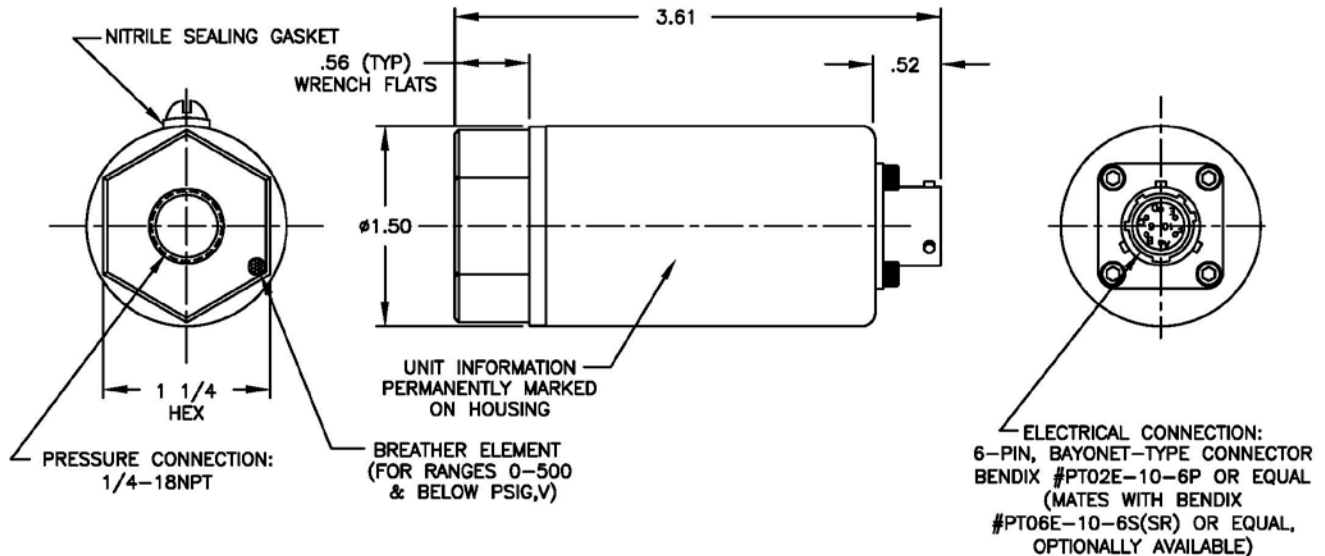 NITRILE SEALING GASKET
.56 (TYP)
WRENCH FLATS
3.61
.52
ø1.50
1 1/4
HEX
PRESSURE CONNECTION:
1/4-18NPT
BREATHER ELEMENT
(FOR RANGES 0-500
& BELOW PSIG,V)
UNIT INFORMATION
PERMANENTLY MARKED
ON HOUSING
ELECTRICAL CONNECTION:
6-PIN, BAYONET-TYPE CONNECTOR
BENDIX #PT02E-10-6P OR EQUAL
(MATES WITH BENDIX
#PT06E-10-6S(SR) OR EQUAL,
OPTIONALLY AVAILABLE)